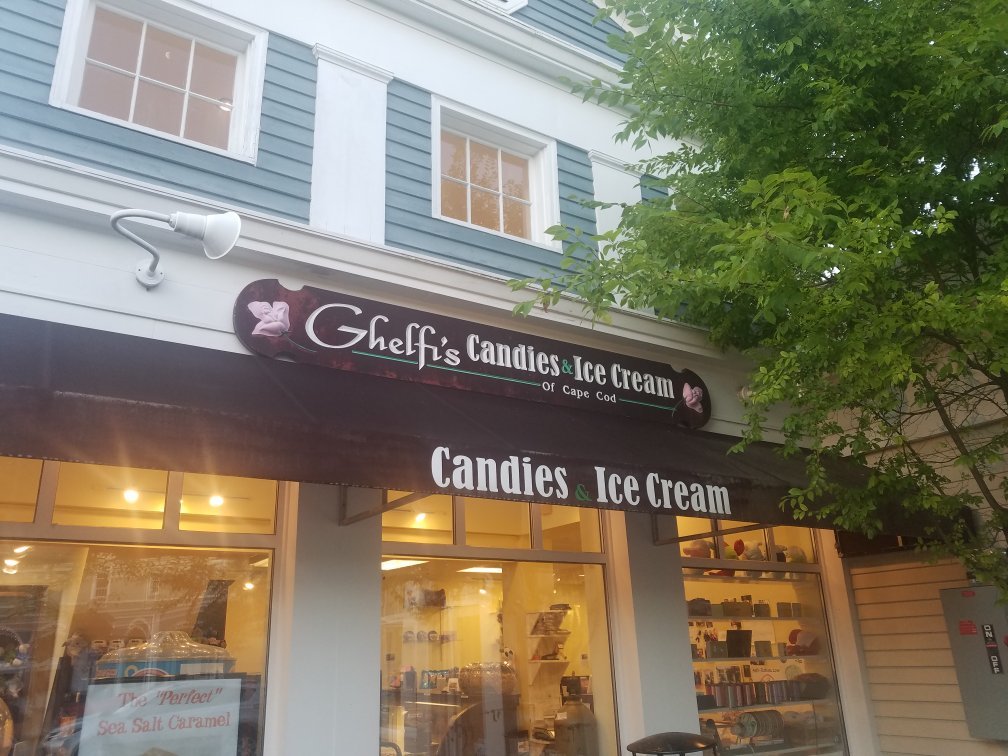 Ghelfi's Candies & Ice Cream
Of Cape Cod
Candies & Ice Cream
The "Perfect"
Sea Salt Caramel
ON
OFF